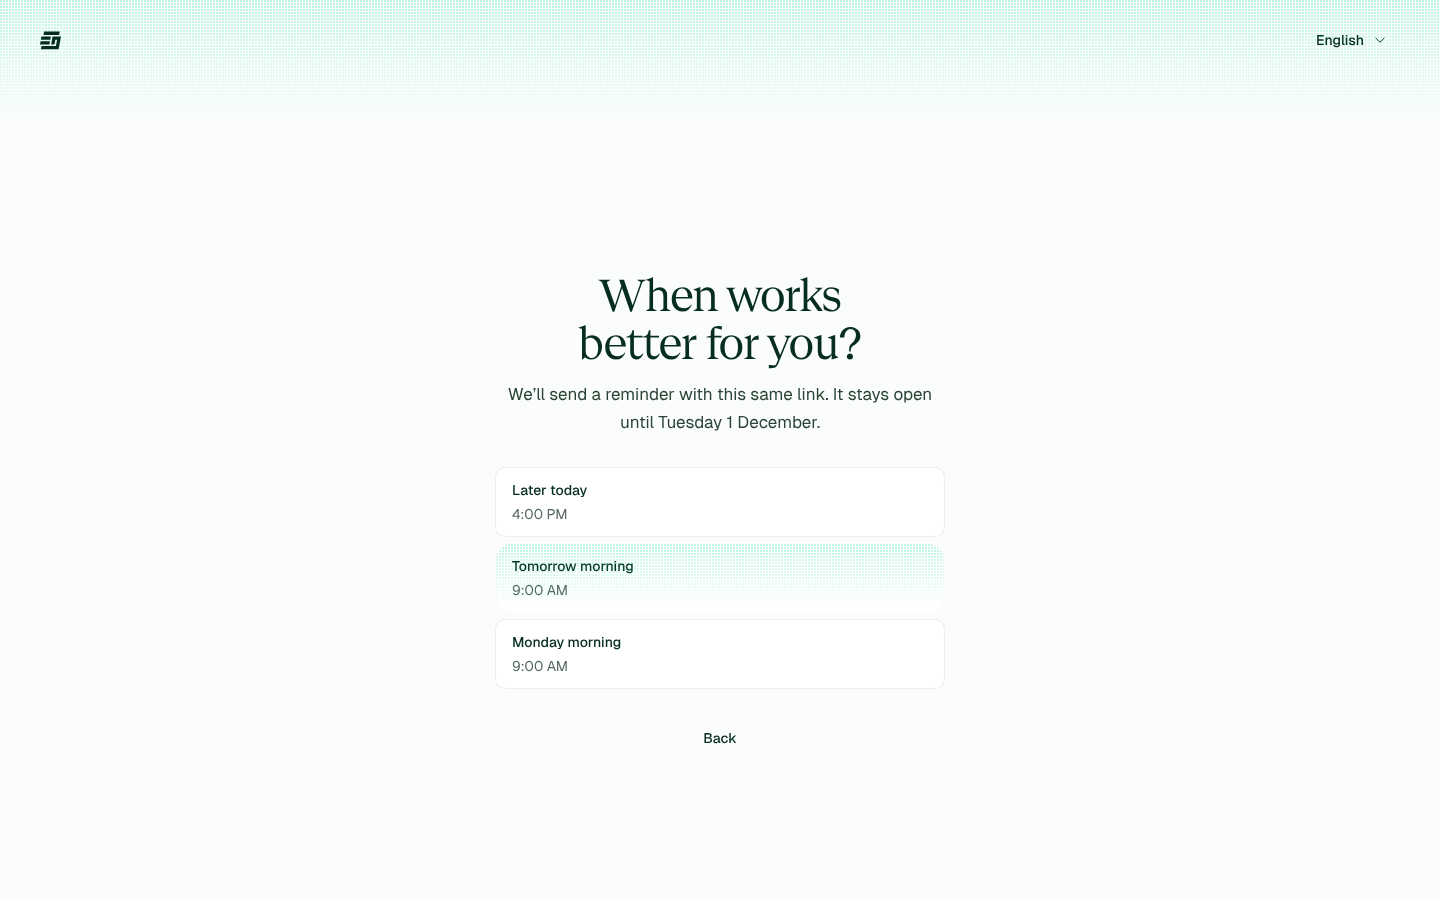 English
When works
better for you?
We’ll send a reminder with this same link. It stays open
until Tuesday 1 December.
Later today
4:00 PM
Tomorrow morning
9:00 AM
Monday morning
9:00 AM
Back